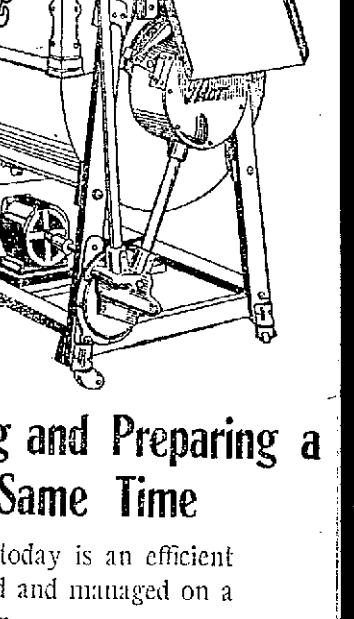 g and Preparing a
Same Time
today is an efficient
d and managed on a